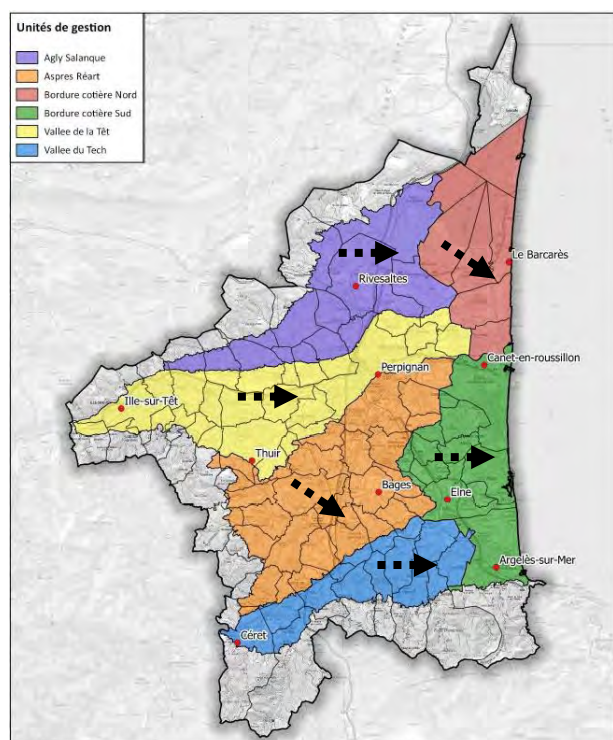 Unités de gestion
Agly Salanque
Aspres Réart
Bordure cotière Nord
Bordure cotière Sud
Vallee de la Têt
Vallée du Tech
Le Barcarès
Rivesaltes
Canet-en-roussillon
Perpignan
Ille-sur-Têt
Thuir
Bages
Elne
Argelès-sur-Mer
Céret